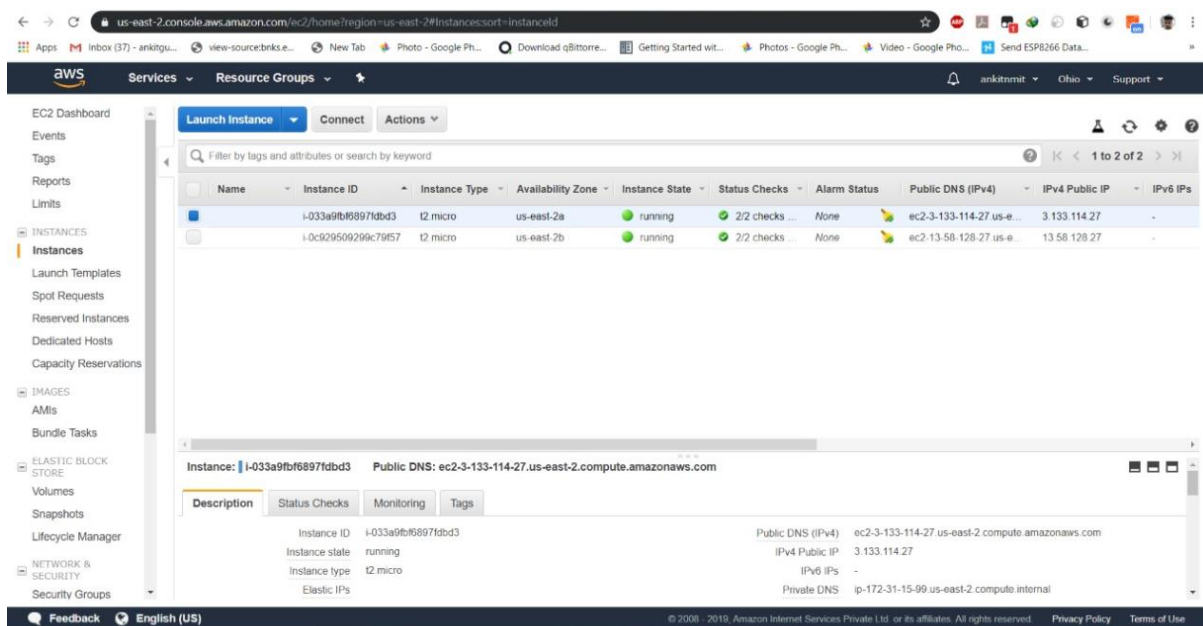 us-east-2.console.aws.amazon.com/ec2/home?region=us-east-2#Instances:sort=instanceId
Apps Inbox (37) - ankitgu... view-source:bnks.e... New Tab Photo - Google Ph... Download qBittorre... Getting Started wit... Photos - Google Ph... Video - Google Pho... Send ESP8266 Data... »
aws Services Resource Groups ankitnmit Ohio Support
EC2 Dashboard
Events
Tags
Reports
Limits
INSTANCES
Instances
Launch Templates
Spot Requests
Reserved Instances
Dedicated Hosts
Capacity Reservations
IMAGES
AMIs
Bundle Tasks
ELASTIC BLOCK
STORE
Volumes
Snapshots
Lifecycle Manager
NETWORK &
SECURITY
Security Groups
Launch Instance Connect Actions
Filter by tags and attributes or search by keyword 1 to 2 of 2
Name Instance ID Instance Type Availability Zone Instance State Status Checks Alarm Status Public DNS (IPv4) IPv4 Public IP IPv6 IPs
i-033a9fbf6897fdbd3 t2.micro us-east-2a running 2/2 checks ... None ec2-3-133-114-27.us-e... 3.133.114.27 -
i-0c929509299c79f57 t2.micro us-east-2b running 2/2 checks ... None ec2-13-58-128-27.us-e... 13.58.128.27 -
Instance: i-033a9fbf6897fdbd3 Public DNS: ec2-3-133-114-27.us-east-2.compute.amazonaws.com
Description Status Checks Monitoring Tags
Instance ID i-033a9fbf6897fdbd3 Public DNS (IPv4) ec2-3-133-114-27.us-east-2.compute.amazonaws.com
Instance state running IPv4 Public IP 3.133.114.27
Instance type t2.micro IPv6 IPs -
Elastic IPs Private DNS ip-172-31-15-99.us-east-2.compute.internal
Feedback English (US) © 2008 - 2019, Amazon Internet Services Private Ltd. or its affiliates. All rights reserved. Privacy Policy Terms of Use